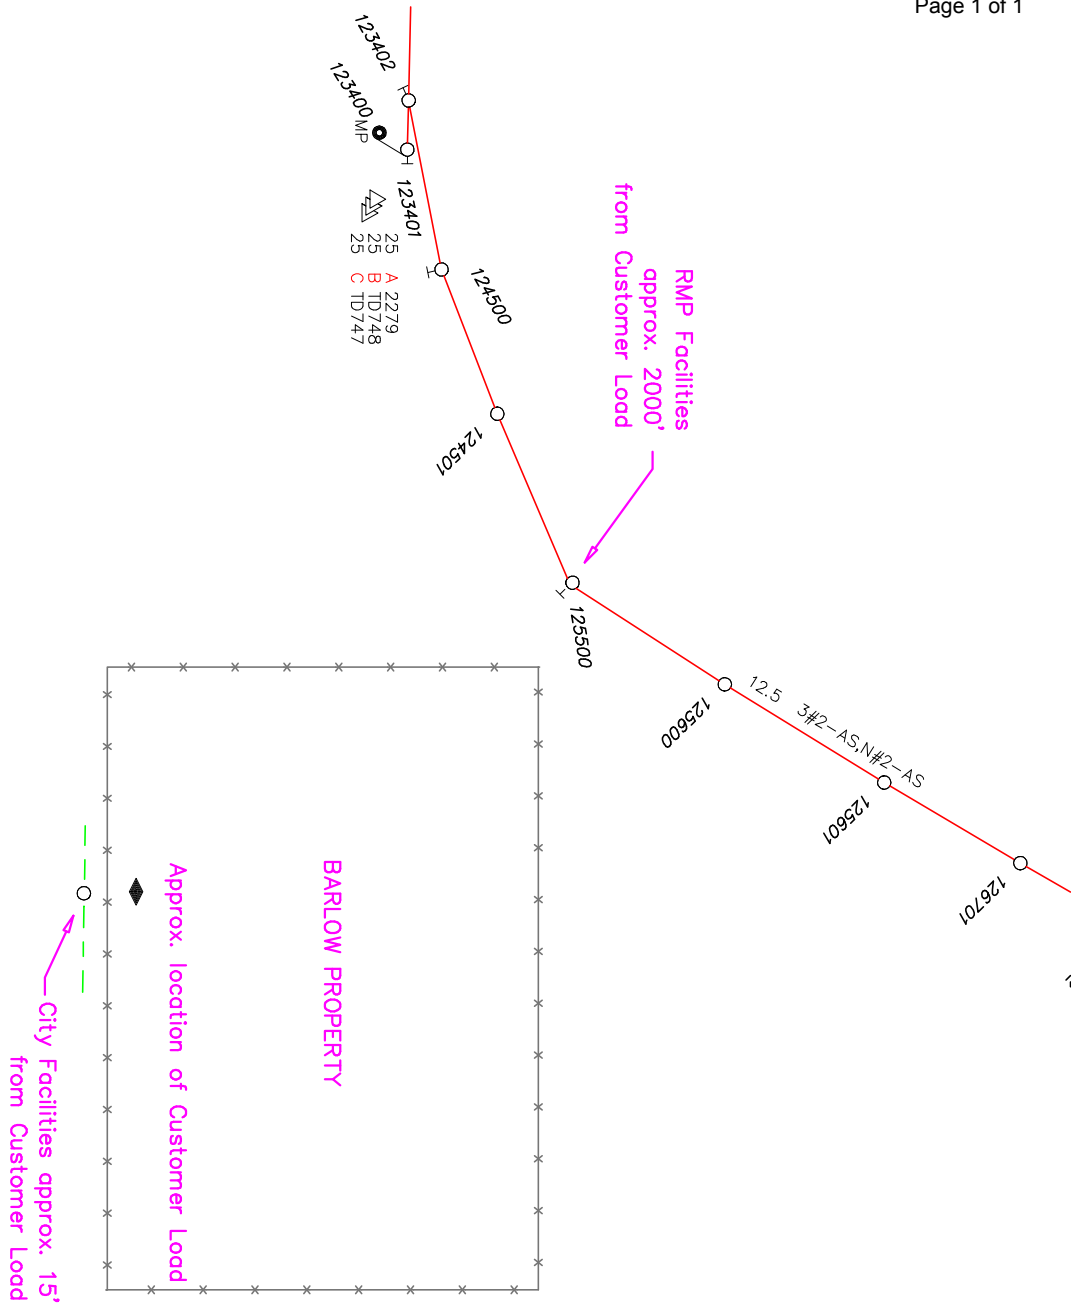 Page 1 of 1
123402
123400
MP
123401
25 A 2279
25 B TD748
25 C TD747
124500
124501
RMP Facilities
approx. 2000'
from Customer Load
125500
125600
12.5 3#2-AS,N#2-AS
125601
126701
BARLOW PROPERTY
Approx. location of Customer Load
City Facilities approx. 15'
from Customer Load